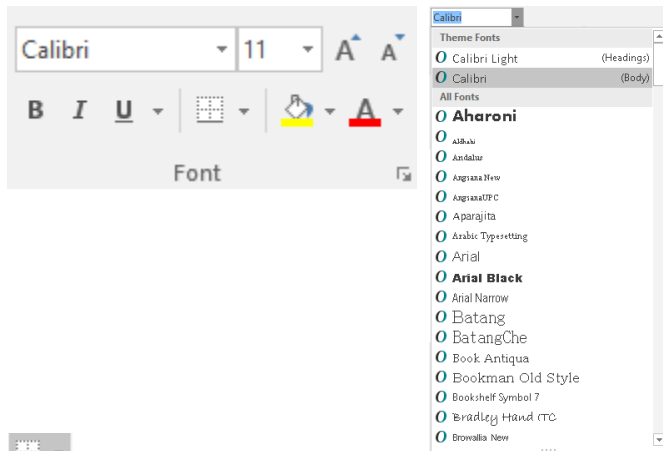 Calibri 11 A A
B I U A
Font
Calibri
Theme Fonts
O Calibri Light (Headings)
O Calibri (Body)
All Fonts
O Aharoni
O Aldhabi
O Andalus
O Angsana New
O AngsanaUPC
O Aparajita
O Arabic Typesetting
O Arial
O Arial Black
O Arial Narrow
O Batang
O BatangChe
O Book Antiqua
O Bookman Old Style
O Bookshelf Symbol 7
O Bradley Hand ITC
O Browallia New